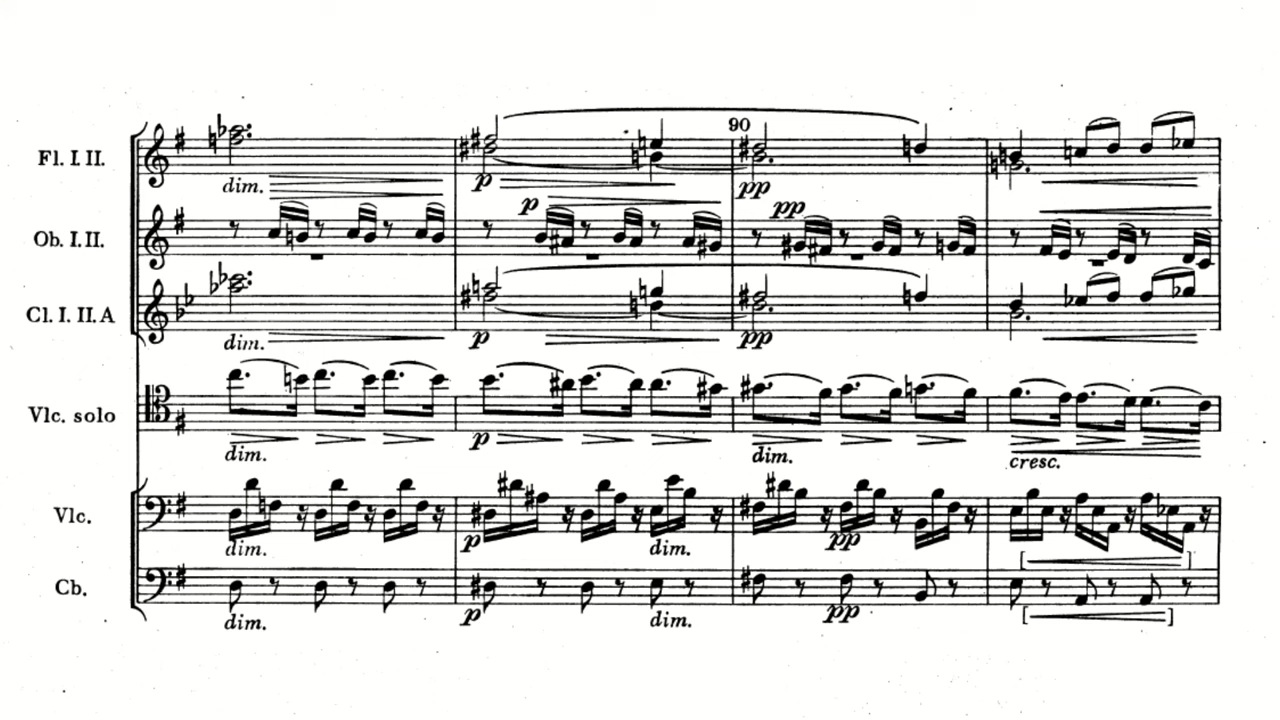 90
Fl. I. II.
dim. p pp
p pp
Ob. I. II.
Cl. I. II. A
dim. p pp
Vlc. solo
dim. p dim. cresc.
Vlc.
dim. p dim. pp [ ]
Cb.
dim. p dim. pp [ ]